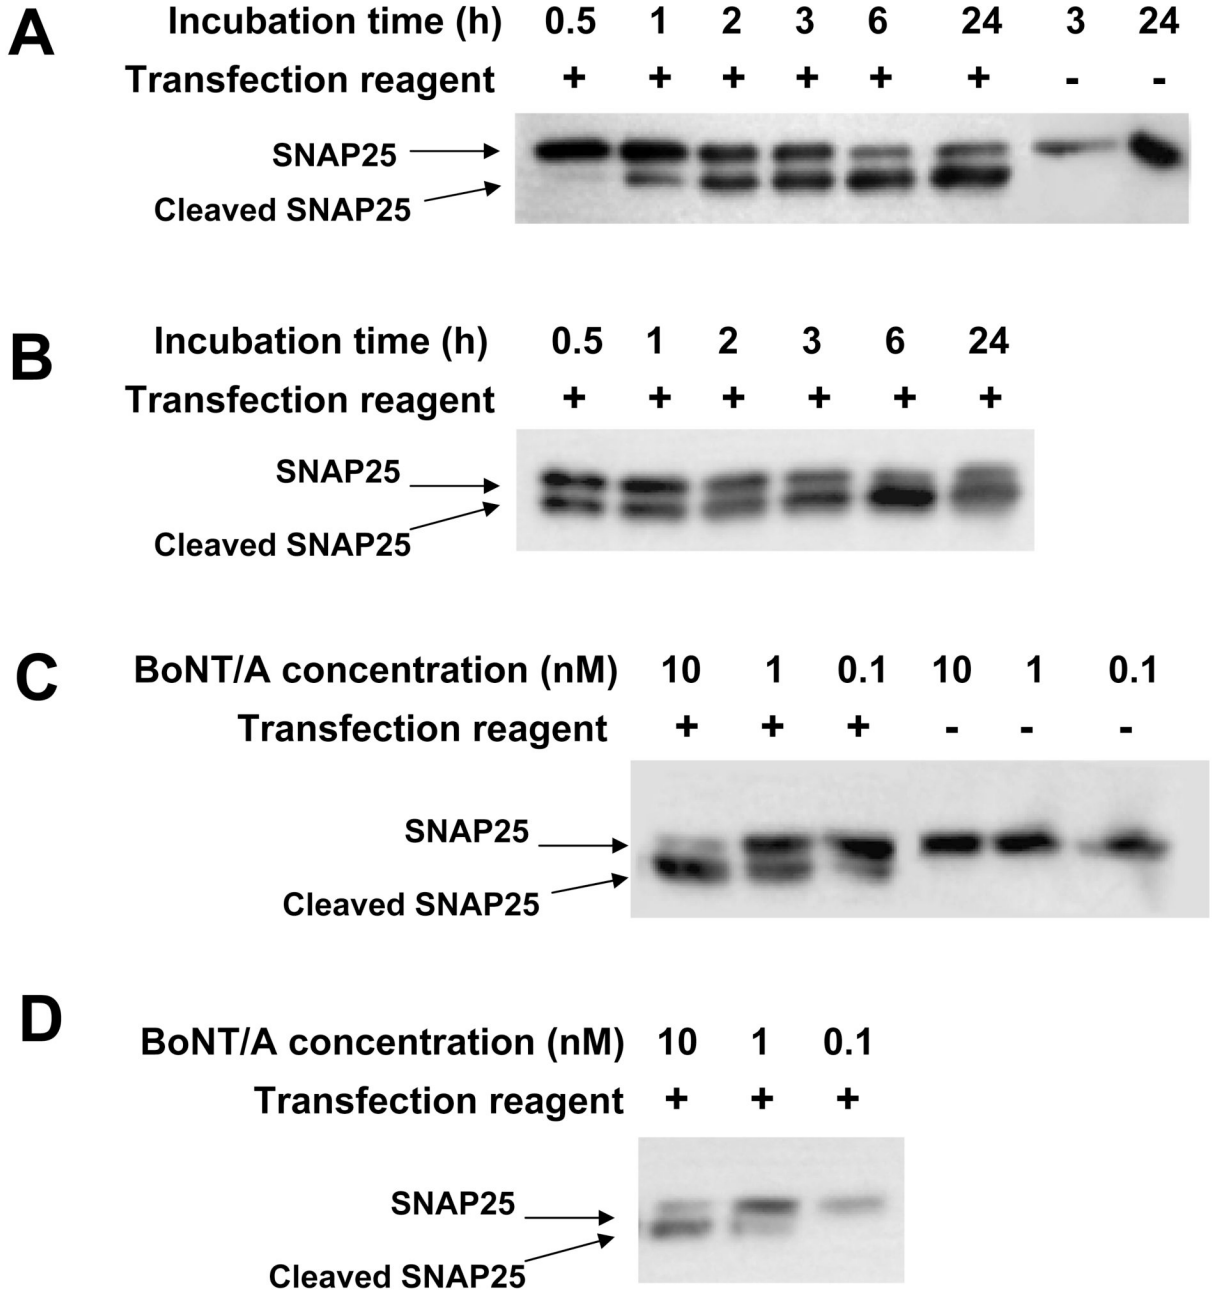 A
Incubation time (h) 0.5 1 2 3 6 24 3 24
Transfection reagent + + + + + + - -
SNAP25
Cleaved SNAP25
B
Incubation time (h) 0.5 1 2 3 6 24
Transfection reagent + + + + + +
SNAP25
Cleaved SNAP25
C
BoNT/A concentration (nM) 10 1 0.1 10 1 0.1
Transfection reagent + + + - - -
SNAP25
Cleaved SNAP25
D
BoNT/A concentration (nM) 10 1 0.1
Transfection reagent + + +
SNAP25
Cleaved SNAP25